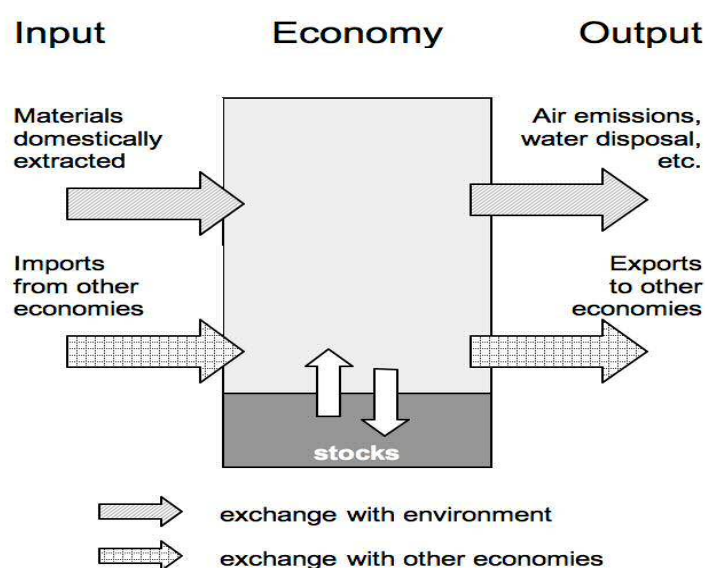 Input
Economy
Output
Materials
domestically
extracted
Air emissions,
water disposal,
etc.
Imports
from other
economies
Exports
to other
economies
stocks
exchange with environment
exchange with other economies